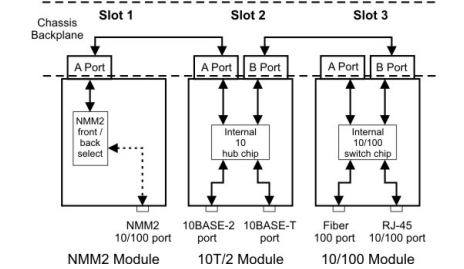 Slot 1 Slot 2 Slot 3
Chassis
Backplane
A Port A Port B Port A Port B Port
NMM2
front /
back
select
Internal
10
hub chip
Internal
10/100
switch chip
NMM2
10/100 port
10BASE-2
port
10BASE-T
port
Fiber
100 port
RJ-45
10/100 port
NMM2 Module 10T/2 Module 10/100 Module